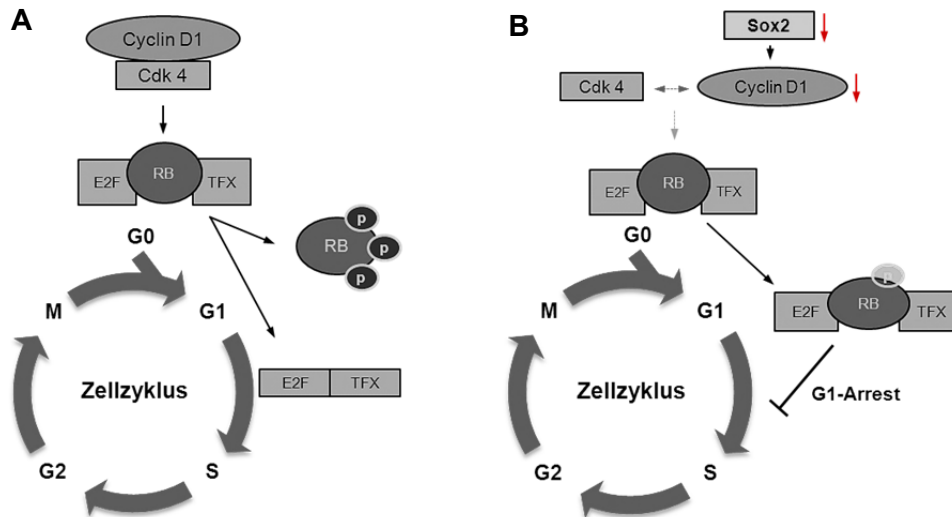 A
Cyclin D1
Cdk 4
E2F
RB
TFX
G0
RB
p
p
p
M
G1
Zellzyklus
E2F
TFX
G2
S
B
Sox2
Cdk 4
Cyclin D1
E2F
RB
TFX
G0
p
M
G1
E2F
RB
TFX
Zellzyklus
G1-Arrest
G2
S